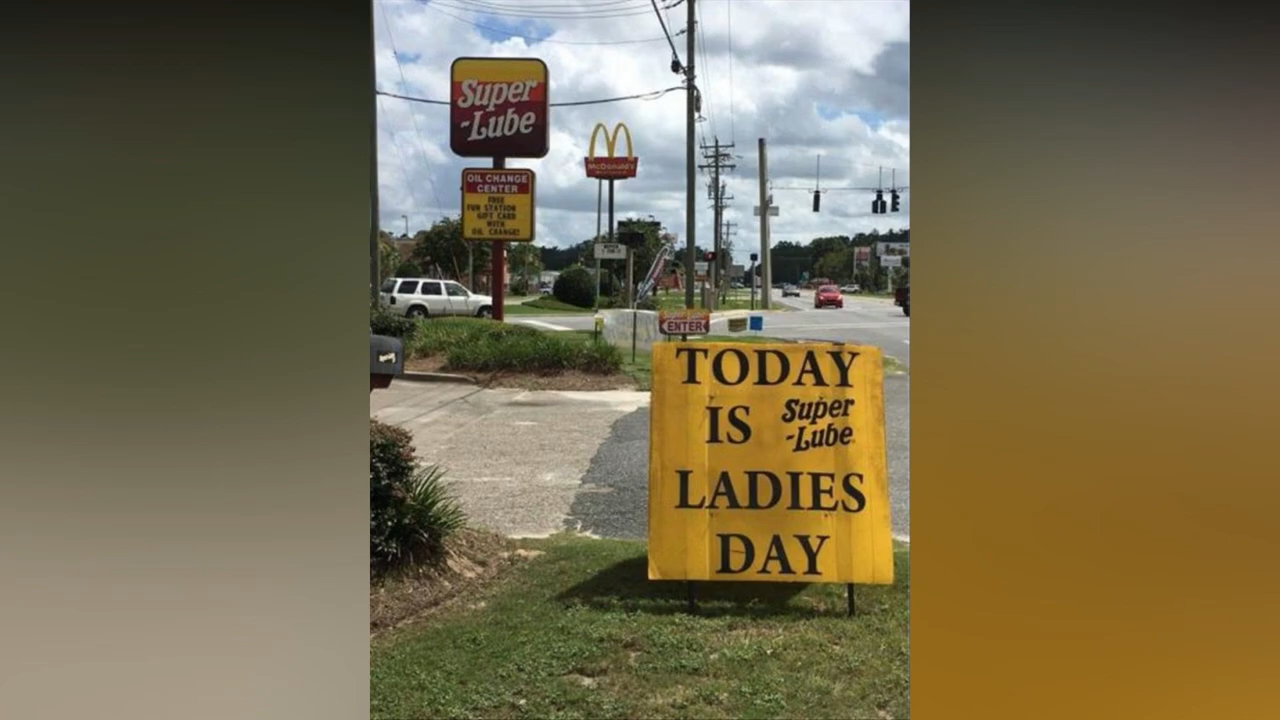 Super
-Lube
OIL CHANGE
CENTER
FREE
FUN STATION
GIFT CARD
WITH
OIL CHANGE!
McDonald's
ENTER
TODAY
IS Super
-Lube
LADIES
DAY